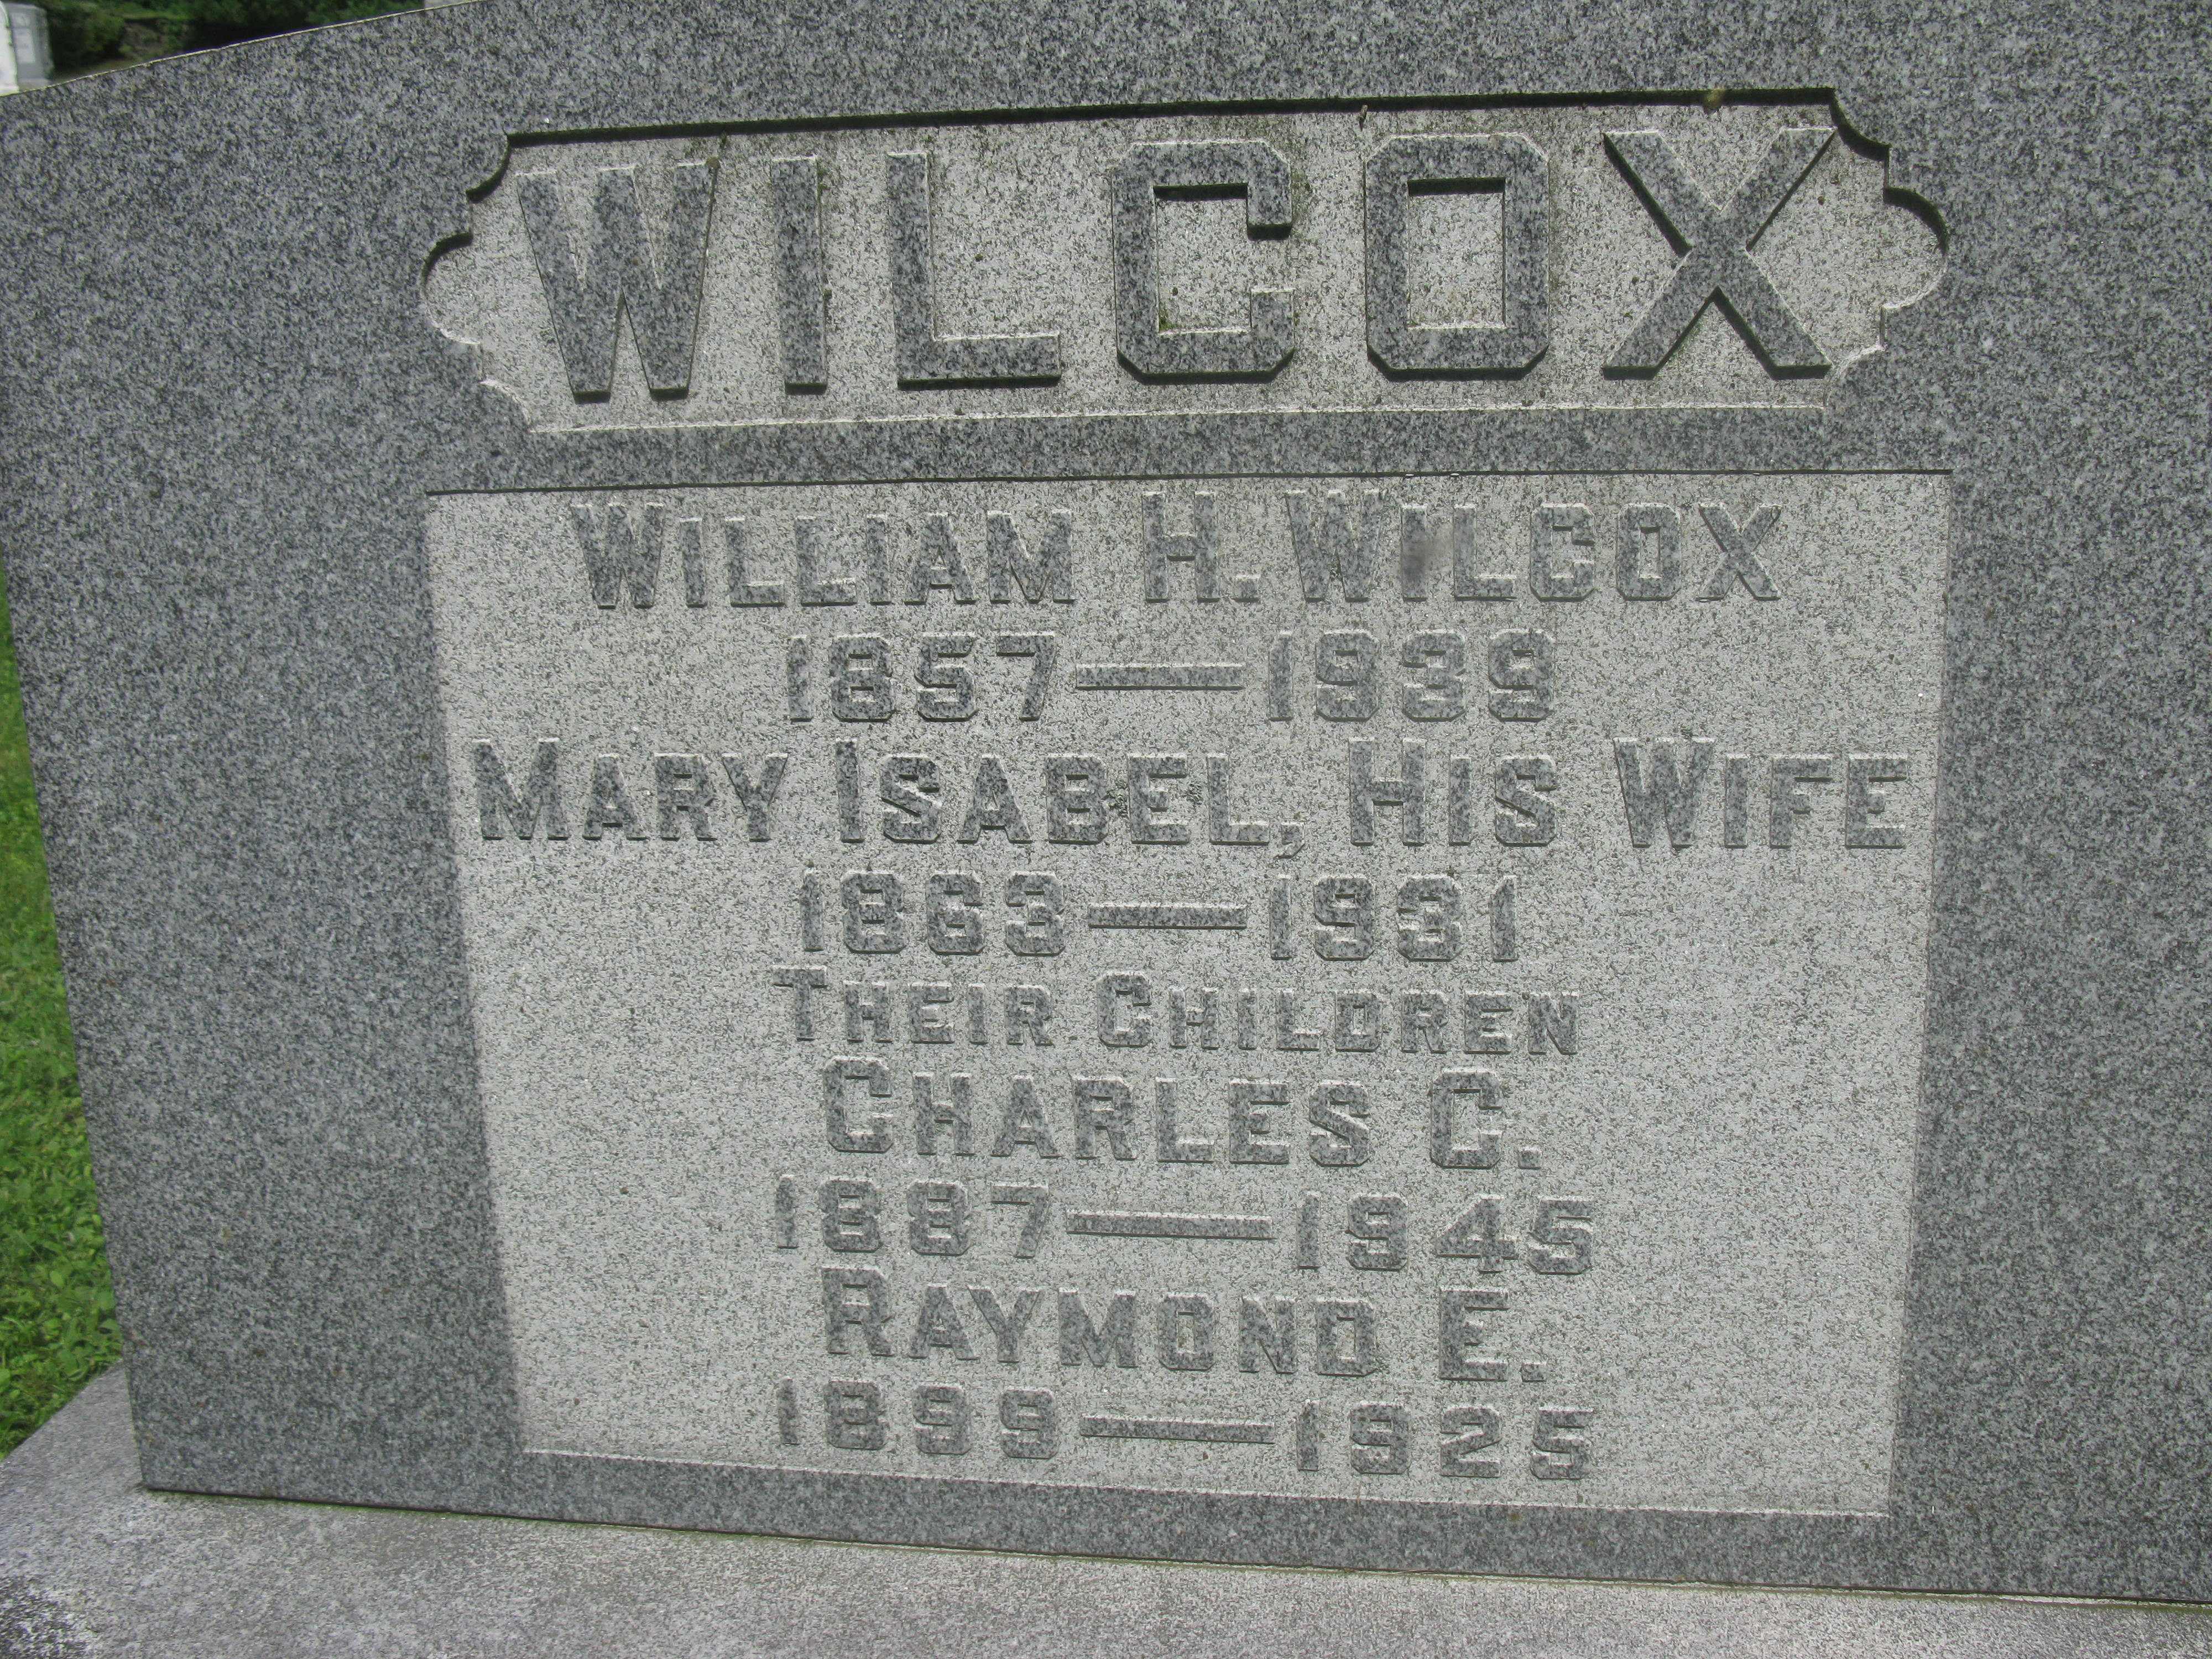 WILCOX
WILLIAM H. WILCOX
1857—1939
MARY ISABEL, HIS WIFE
1863—1931
THEIR CHILDREN
CHARLES C.
1887—1945
RAYMOND E.
1899—1925